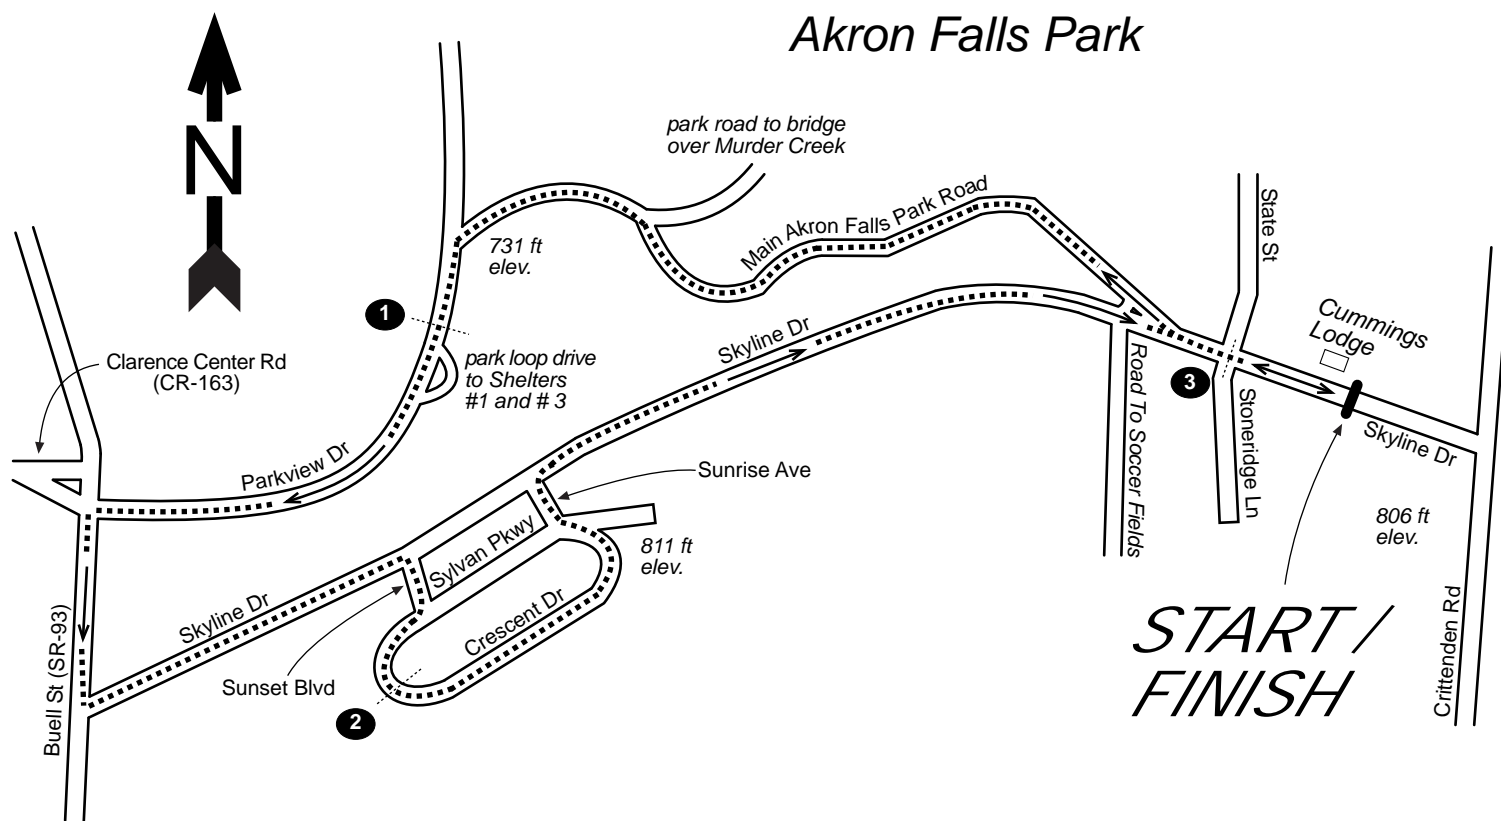 Akron Falls Park
N
park road to bridge
over Murder Creek
Main Akron Falls Park Road
State St
731 ft
elev.
1
Clarence Center Rd
(CR-163)
park loop drive
to Shelters
#1 and # 3
Skyline Dr
Cummings
Lodge
3
Road To Soccer Fields
Stoneridge Ln
Skyline Dr
Parkview Dr
Sunrise Ave
806 ft
elev.
Sylvan Pkwy
811 ft
elev.
Skyline Dr
Crescent Dr
START /
FINISH
Crittenden Rd
Buell St (SR-93)
Sunset Blvd
2